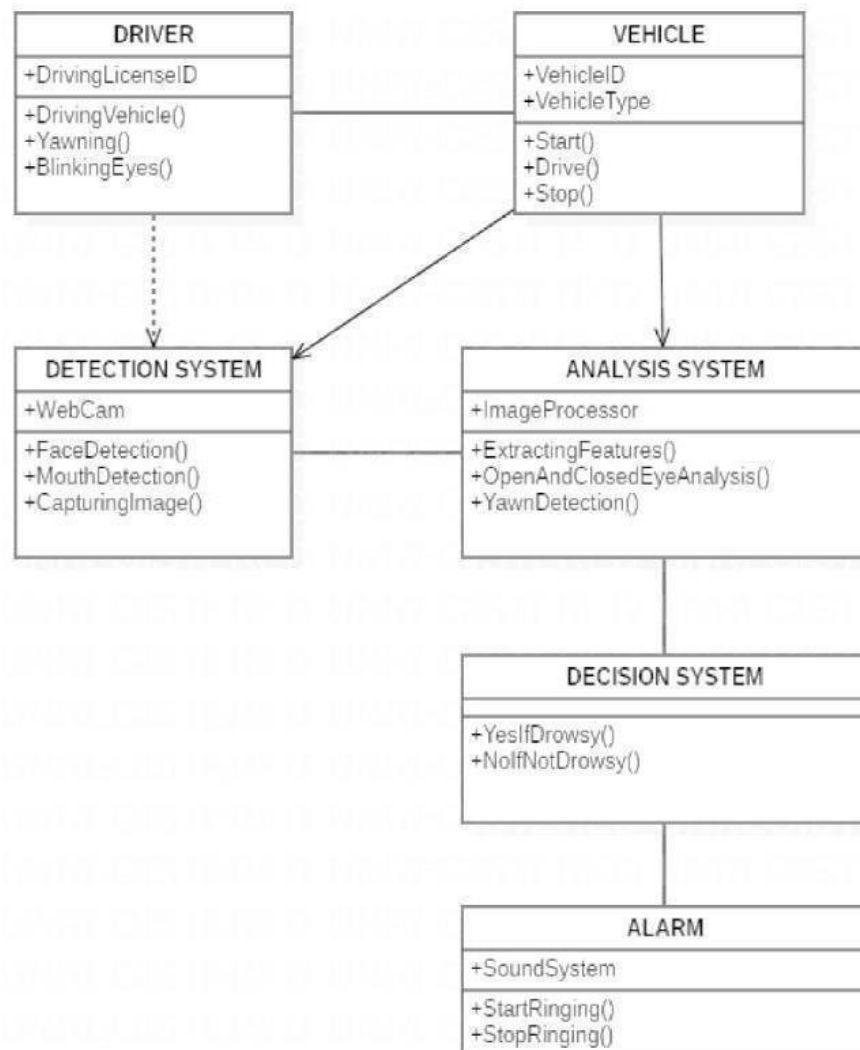 DRIVER
+DrivingLicenseID
+DrivingVehicle()
+Yawning()
+BlinkingEyes()
VEHICLE
+VehicleID
+VehicleType
+Start()
+Drive()
+Stop()
DETECTION SYSTEM
+WebCam
+FaceDetection()
+MouthDetection()
+CapturingImage()
ANALYSIS SYSTEM
+ImageProcessor
+ExtractingFeatures()
+OpenAndClosedEyeAnalysis()
+YawnDetection()
DECISION SYSTEM
+YesIfDrowsy()
+NoIfNotDrowsy()
ALARM
+SoundSystem
+StartRinging()
+StopRinging()